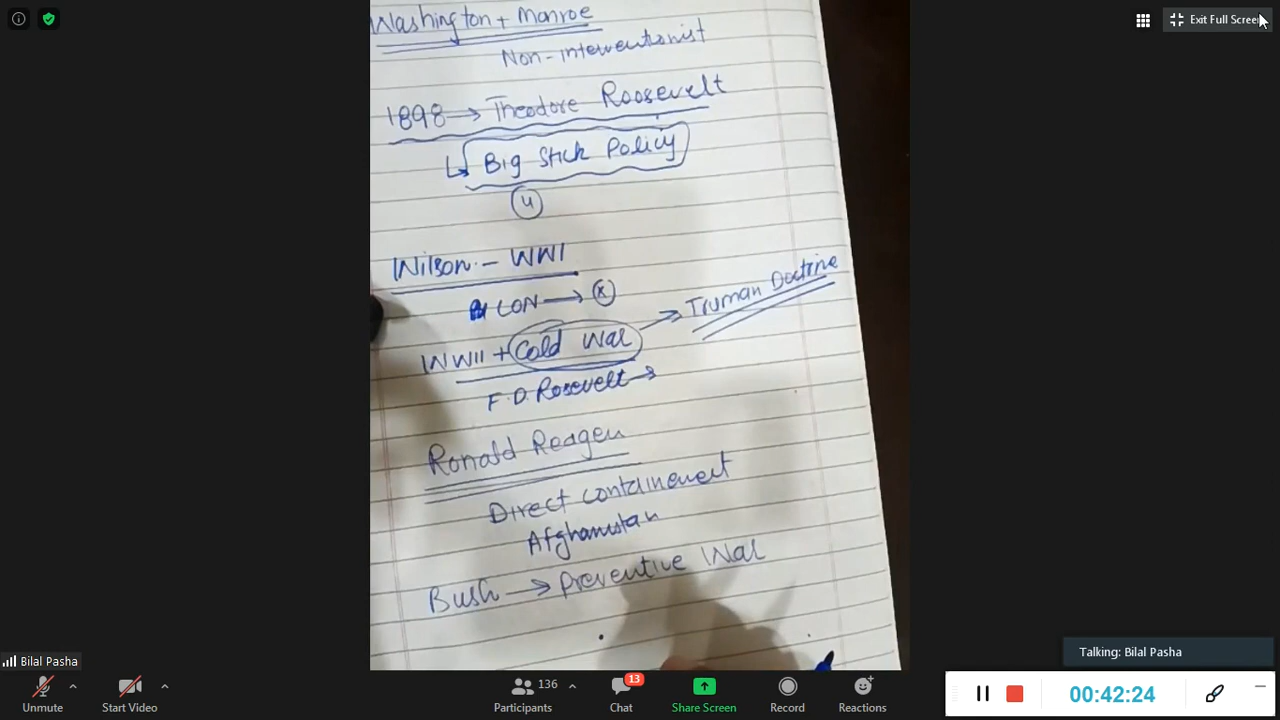 Exit Full Screen
Washington + Monroe
Non-interventionist
1898 → Theodore Roosevelt
↳ Big Stick Policy
4
Wilson - WWI
LON → x
WWII + Cold War → Truman Doctrine
F.D. Rosevelt →
Ronald Reagen
Direct containement
Afghanistan
Bush → Preventive War
Bilal Pasha
Talking: Bilal Pasha
Unmute
Start Video
136
Participants
13
Chat
Share Screen
Record
Reactions
00:42:24